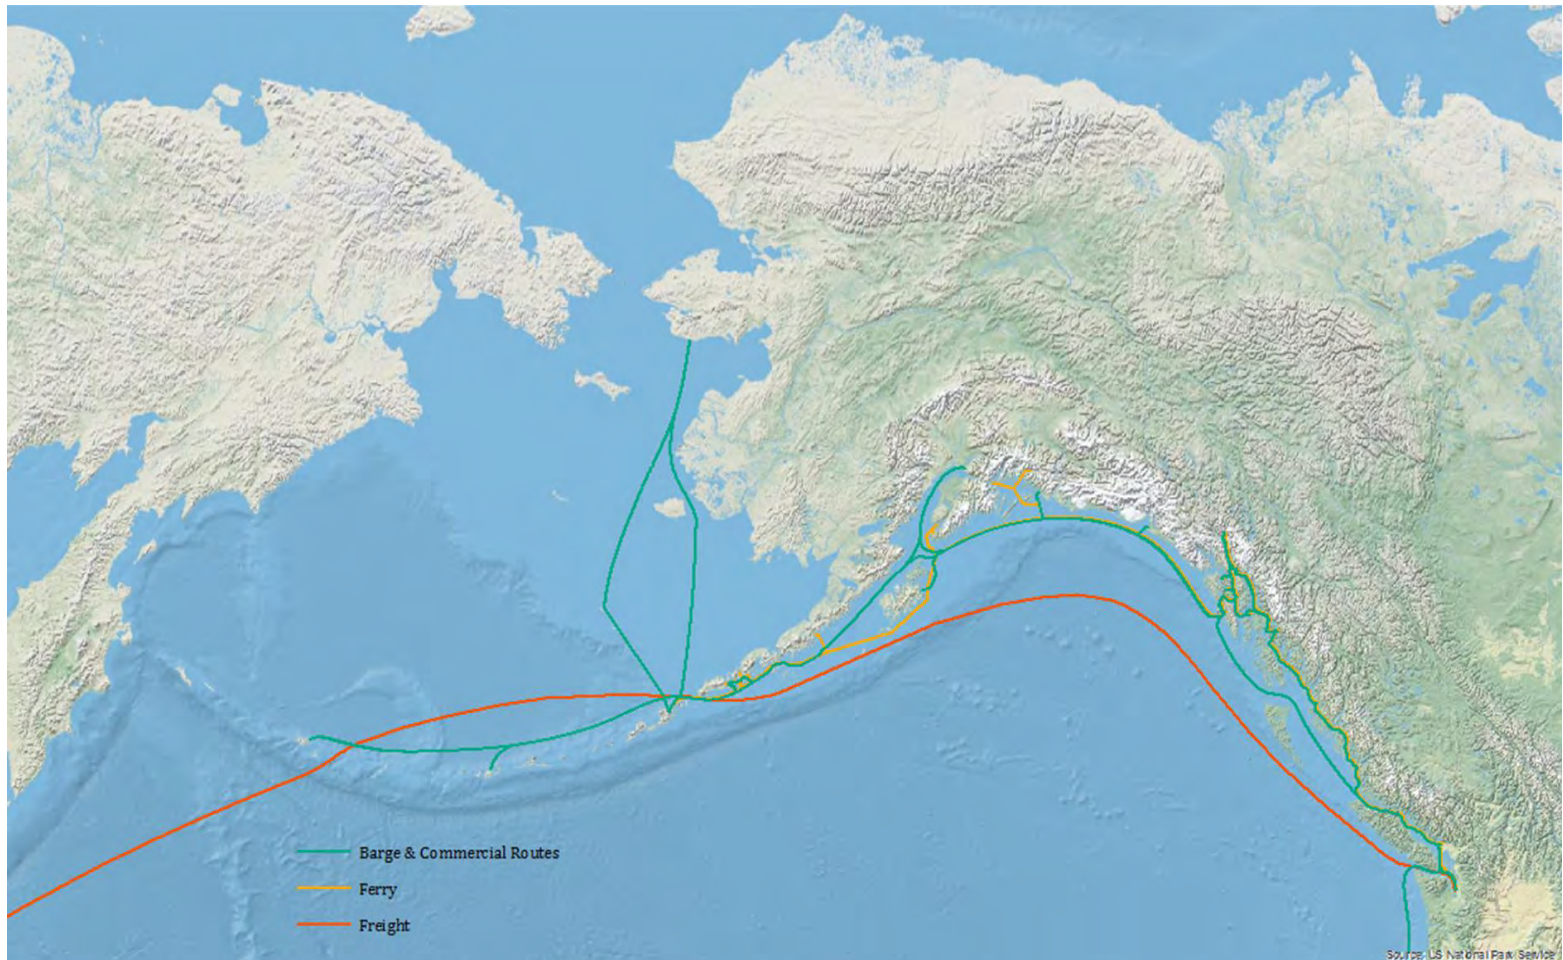 Barge & Commercial Routes
Ferry
Freight
Source: US National Park Service